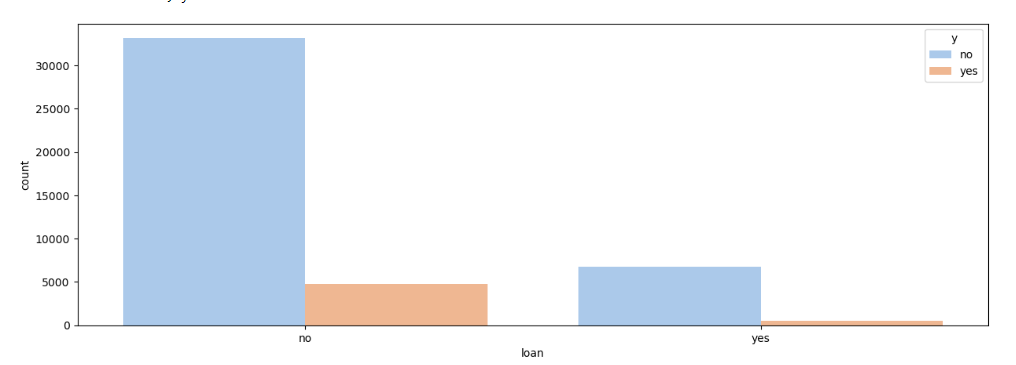 y
no
yes
30000
25000
20000
15000
10000
5000
0
count
no
yes
loan